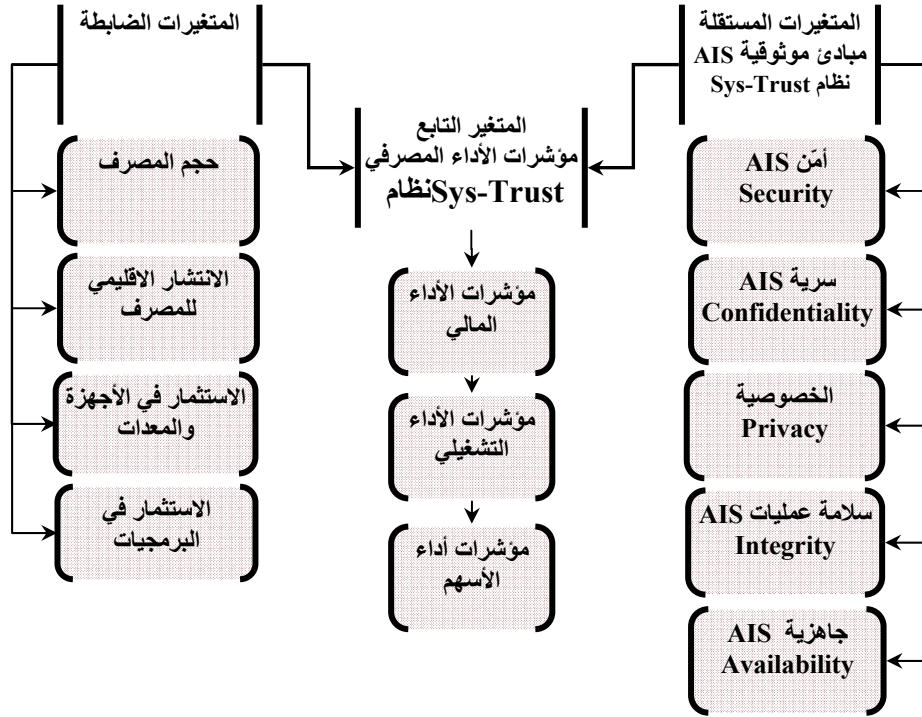 المتغيرات المستقلة
مبادئ موثوقية AIS
نظام Sys-Trust
أمّن AIS
Security
سرية AIS
Confidentiality
الخصوصية
Privacy
سلامة عمليات AIS
Integrity
جاهزية AIS
Availability
المتغير التابع
مؤشرات الأداء المصرفي
Sys-Trustنظام
مؤشرات الأداء
المالي
مؤشرات الأداء
التشغيلي
مؤشرات أداء
الأسهم
المتغيرات الضابطة
حجم المصرف
الانتشار الاقليمي
للمصرف
الاستثمار في الأجهزة
والمعدات
الاستثمار في
البرمجيات